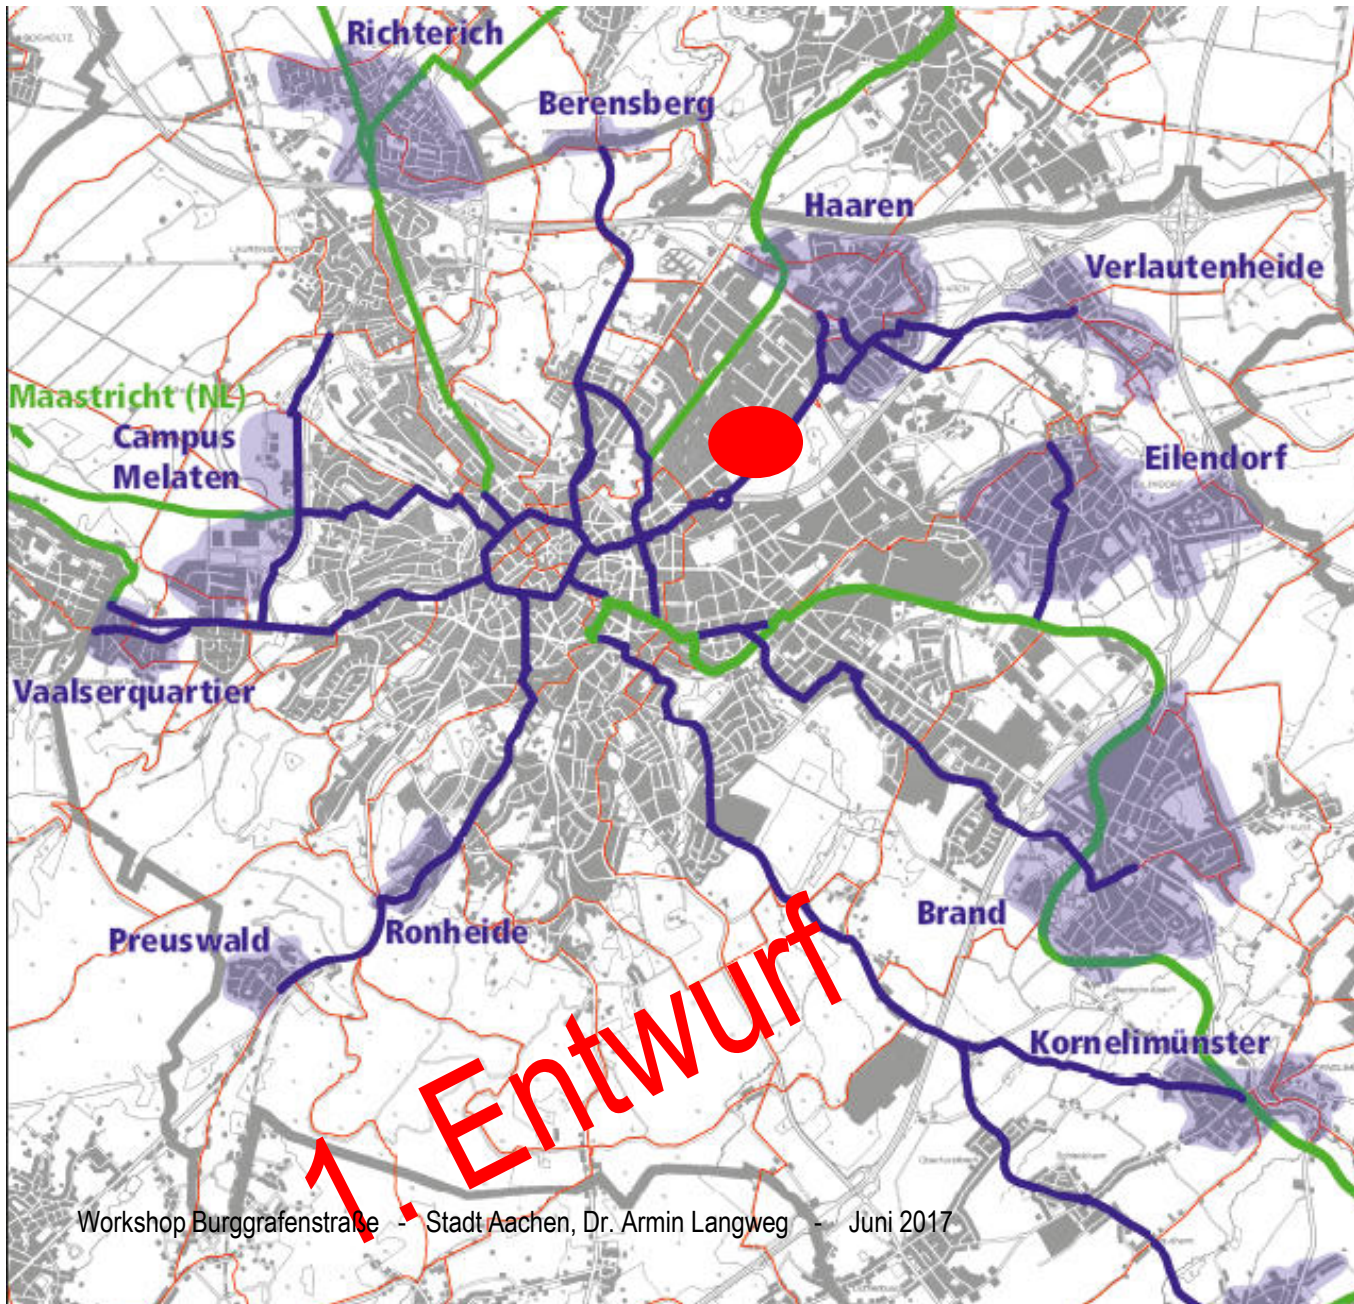 Richterich
Berensberg
Haaren
Verlautenheide
Maastricht (NL)
Campus
Melaten
Eilendorf
Vaalserquartier
Brand
Preuswald
Ronheide
Kornelimünster
1. Entwurf
Workshop Burggrafenstraße - Stadt Aachen, Dr. Armin Langweg - Juni 2017